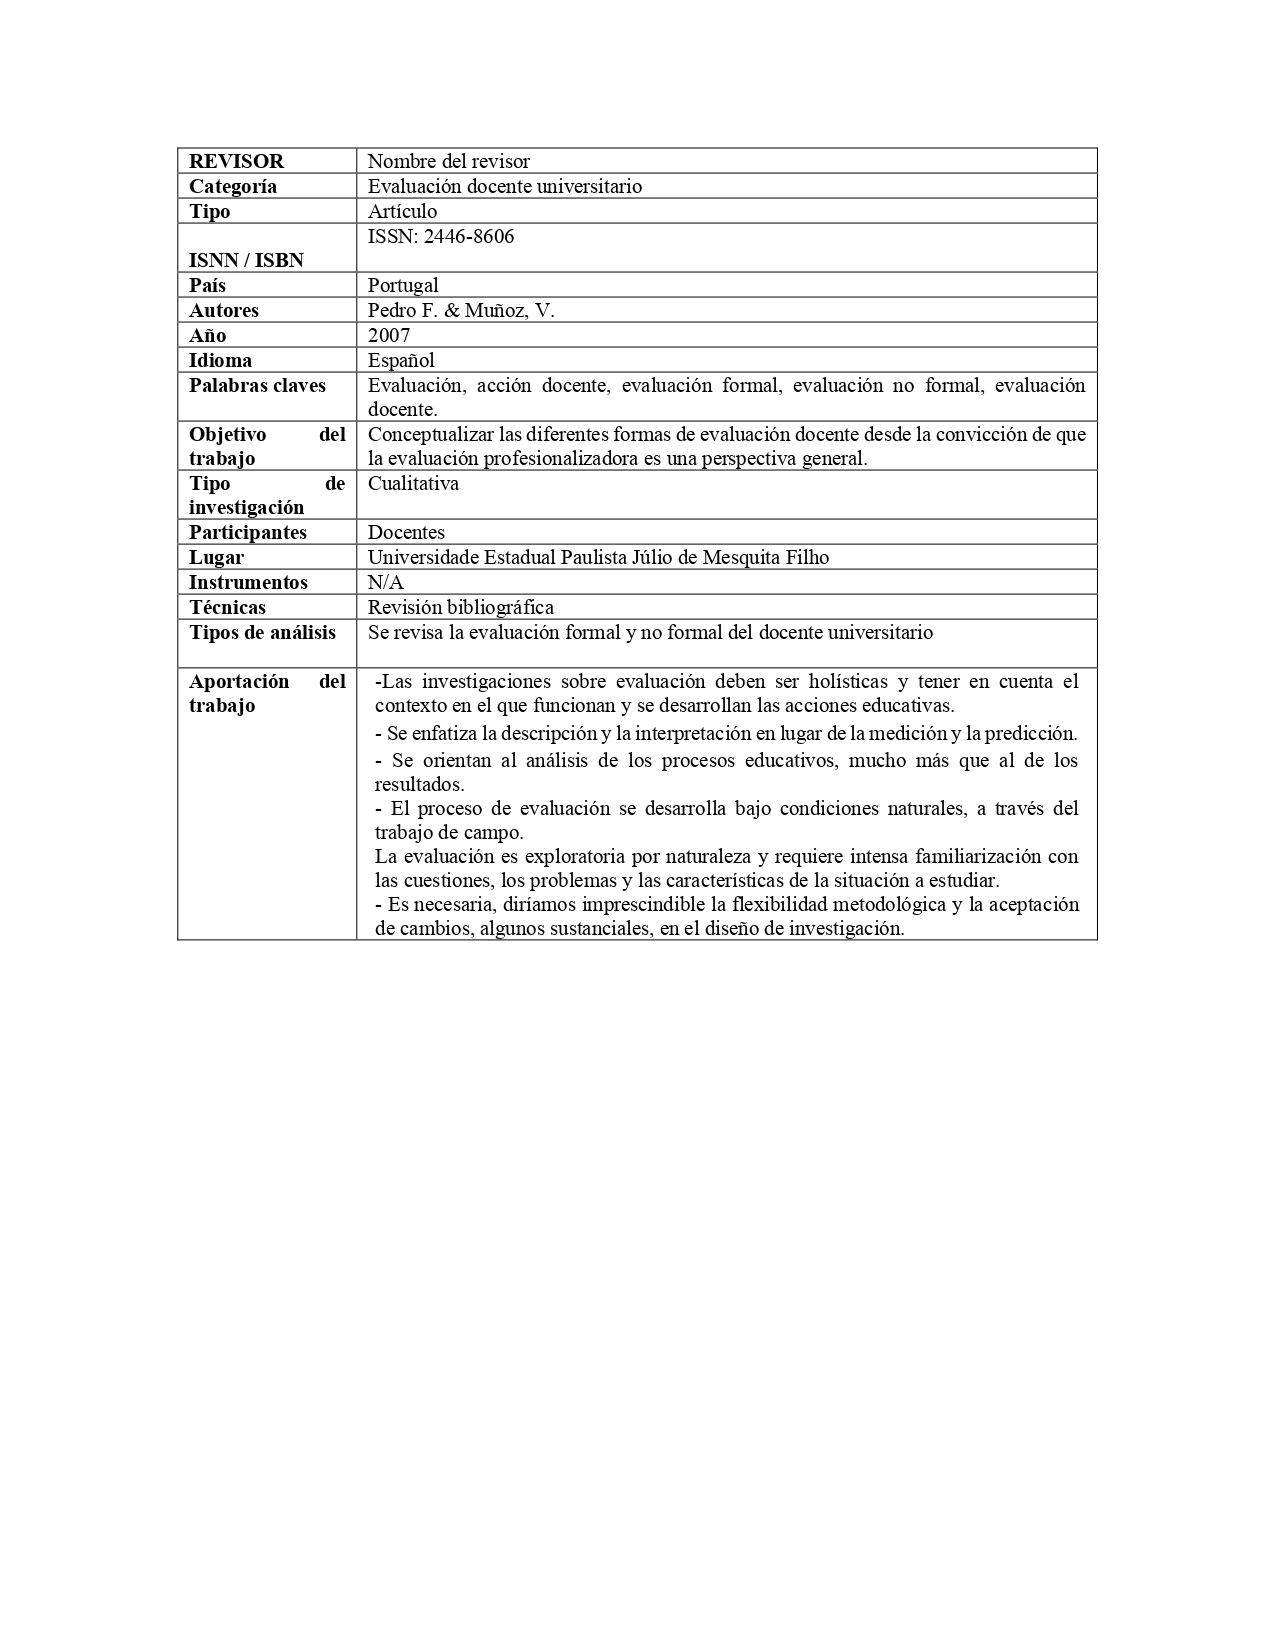 REVISOR Nombre del revisor
Categoría Evaluación docente universitario
Tipo Artículo
ISSN: 2446-8606
ISNN / ISBN
País Portugal
Autores Pedro F. & Muñoz, V.
Año 2007
Idioma Español
Palabras claves Evaluación, acción docente, evaluación formal, evaluación no formal, evaluación
docente.
Objetivo del Conceptualizar las diferentes formas de evaluación docente desde la convicción de que
trabajo la evaluación profesionalizadora es una perspectiva general.
Tipo de Cualitativa
investigación
Participantes Docentes
Lugar Universidade Estadual Paulista Júlio de Mesquita Filho
Instrumentos N/A
Técnicas Revisión bibliográfica
Tipos de análisis Se revisa la evaluación formal y no formal del docente universitario
Aportación del -Las investigaciones sobre evaluación deben ser holísticas y tener en cuenta el
trabajo contexto en el que funcionan y se desarrollan las acciones educativas.
- Se enfatiza la descripción y la interpretación en lugar de la medición y la predicción.
- Se orientan al análisis de los procesos educativos, mucho más que al de los
resultados.
- El proceso de evaluación se desarrolla bajo condiciones naturales, a través del
trabajo de campo.
La evaluación es exploratoria por naturaleza y requiere intensa familiarización con
las cuestiones, los problemas y las características de la situación a estudiar.
- Es necesaria, diríamos imprescindible la flexibilidad metodológica y la aceptación
de cambios, algunos sustanciales, en el diseño de investigación.